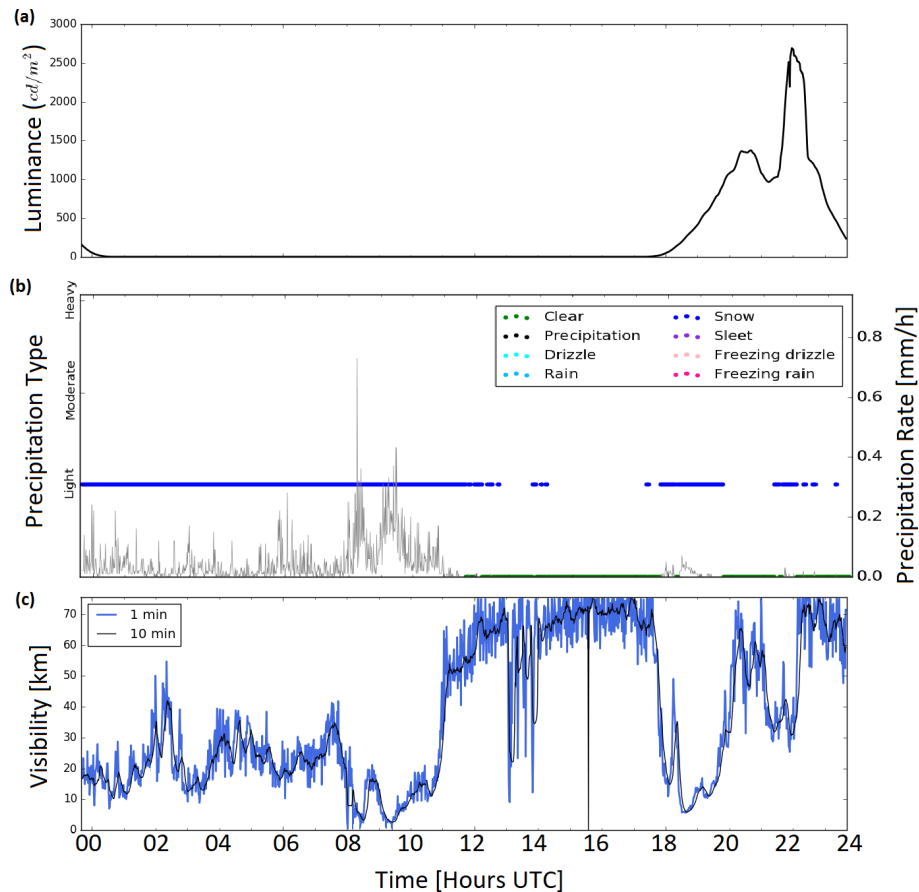 (a)
Luminance (cd/m²)
3000
2500
2000
1500
1000
500
0
(b)
Precipitation Type
Heavy
Moderate
Light
Clear
Precipitation
Drizzle
Rain
Snow
Sleet
Freezing drizzle
Freezing rain
Precipitation Rate [mm/h]
0.8
0.6
0.4
0.2
0.0
(c)
Visibility [km]
1 min
10 min
70
60
50
40
30
20
10
0
00 02 04 06 08 10 12 14 16 18 20 22 24
Time [Hours UTC]